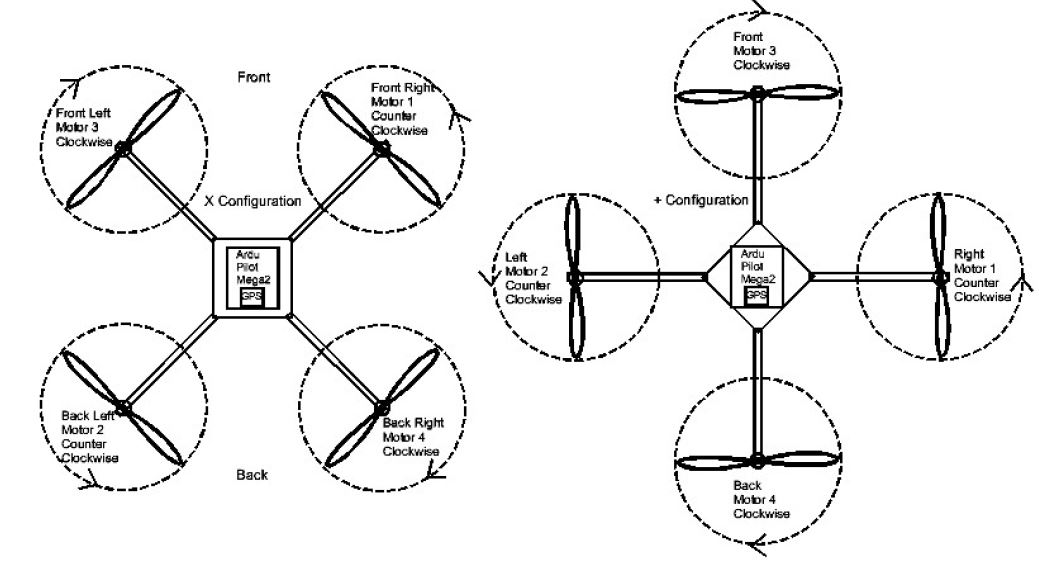 Front
Front Left
Motor 3
Clockwise
Front Right
Motor 1
Counter
Clockwise
X Configuration
Ardu
Pilot
Mega2
GPS
Back Left
Motor 2
Counter
Clockwise
Back Right
Motor 4
Clockwise
Back
Front
Motor 3
Clockwise
+ Configuration
Left
Motor 2
Counter
Clockwise
Ardu
Pilot
Mega2
GPS
Right
Motor 1
Counter
Clockwise
Back
Motor 4
Clockwise